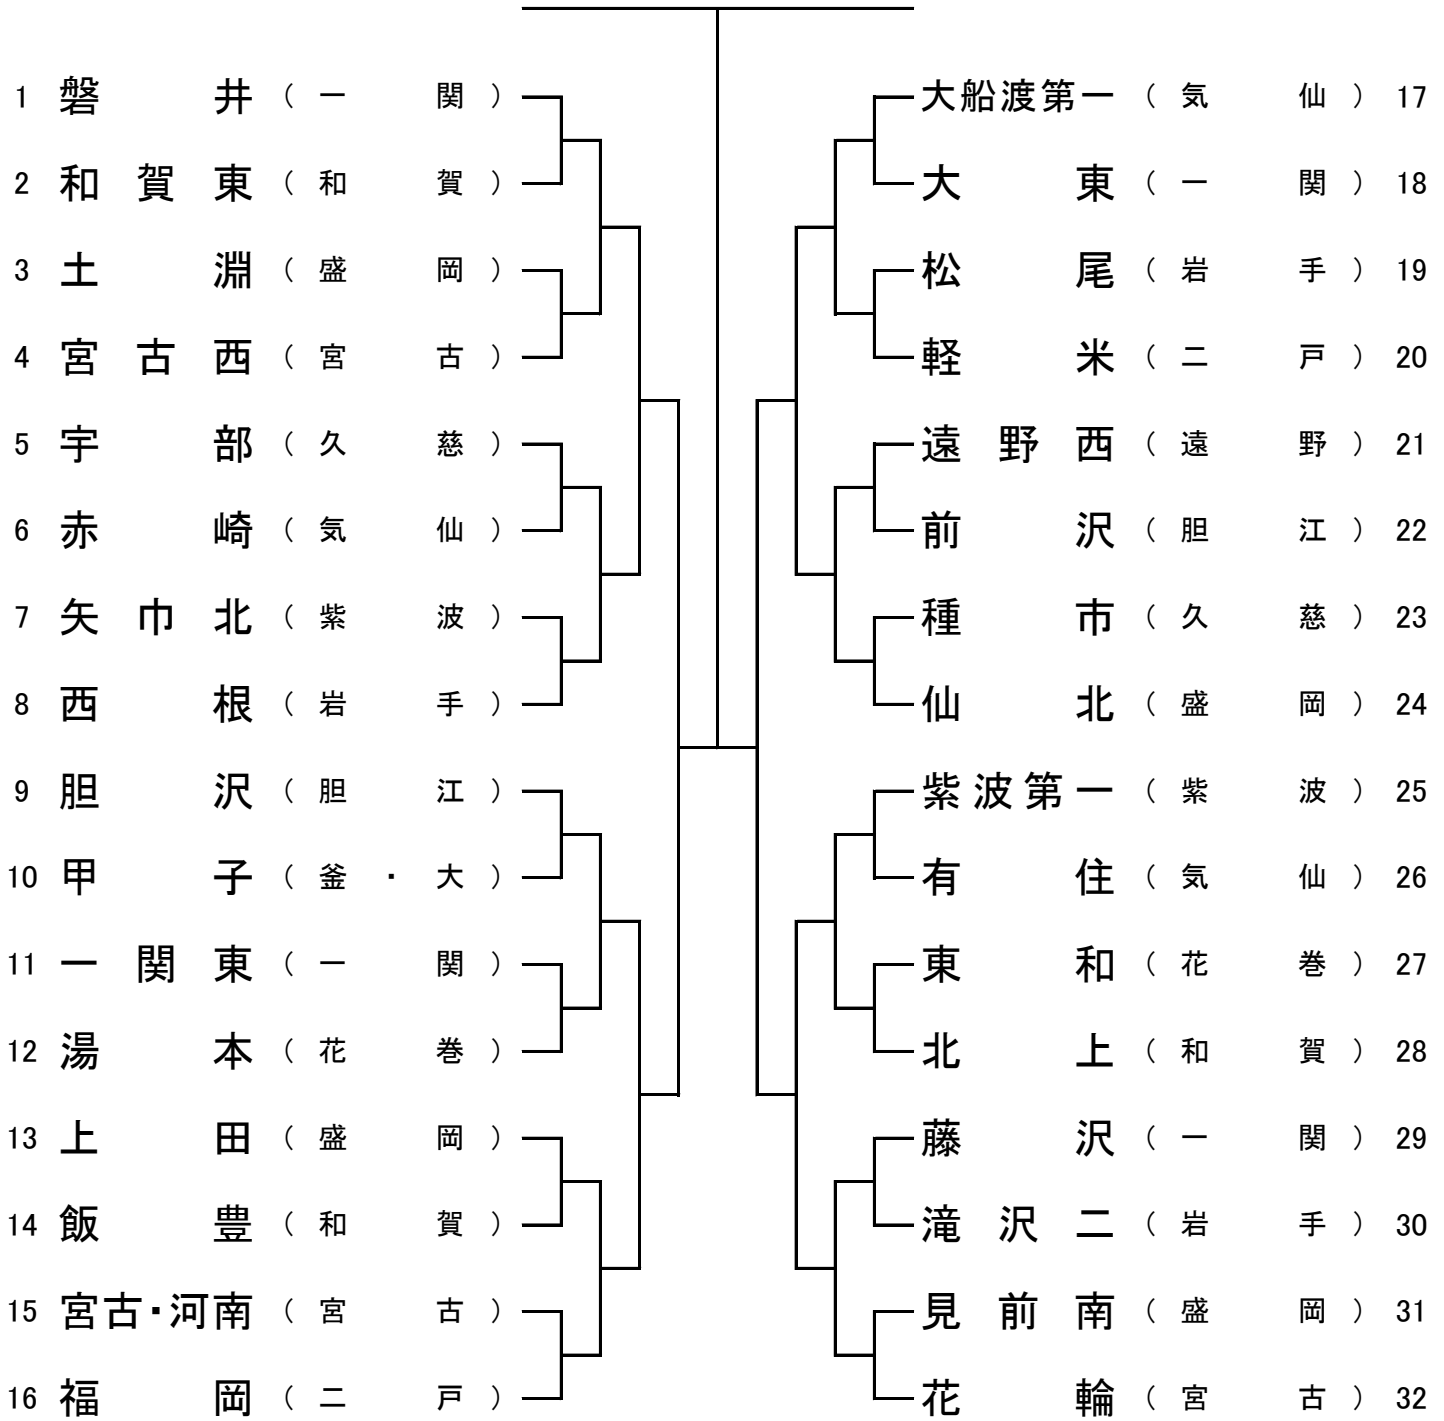 1 磐井 （一関）
2 和賀東 （和賀）
3 土淵 （盛岡）
4 宮古西 （宮古）
5 宇部 （久慈）
6 赤崎 （気仙）
7 矢巾北 （紫波）
8 西根 （岩手）
9 胆沢 （胆江）
10 甲子 （釜・大）
11 一関東 （一関）
12 湯本 （花巻）
13 上田 （盛岡）
14 飯豊 （和賀）
15 宮古・河南 （宮古）
16 福岡 （二戸）
大船渡第一 （気仙） 17
大東 （一関） 18
松尾 （岩手） 19
軽米 （二戸） 20
遠野西 （遠野） 21
前沢 （胆江） 22
種市 （久慈） 23
仙北 （盛岡） 24
紫波第一 （紫波） 25
有住 （気仙） 26
東和 （花巻） 27
北上 （和賀） 28
藤沢 （一関） 29
滝沢二 （岩手） 30
見前南 （盛岡） 31
花輪 （宮古） 32